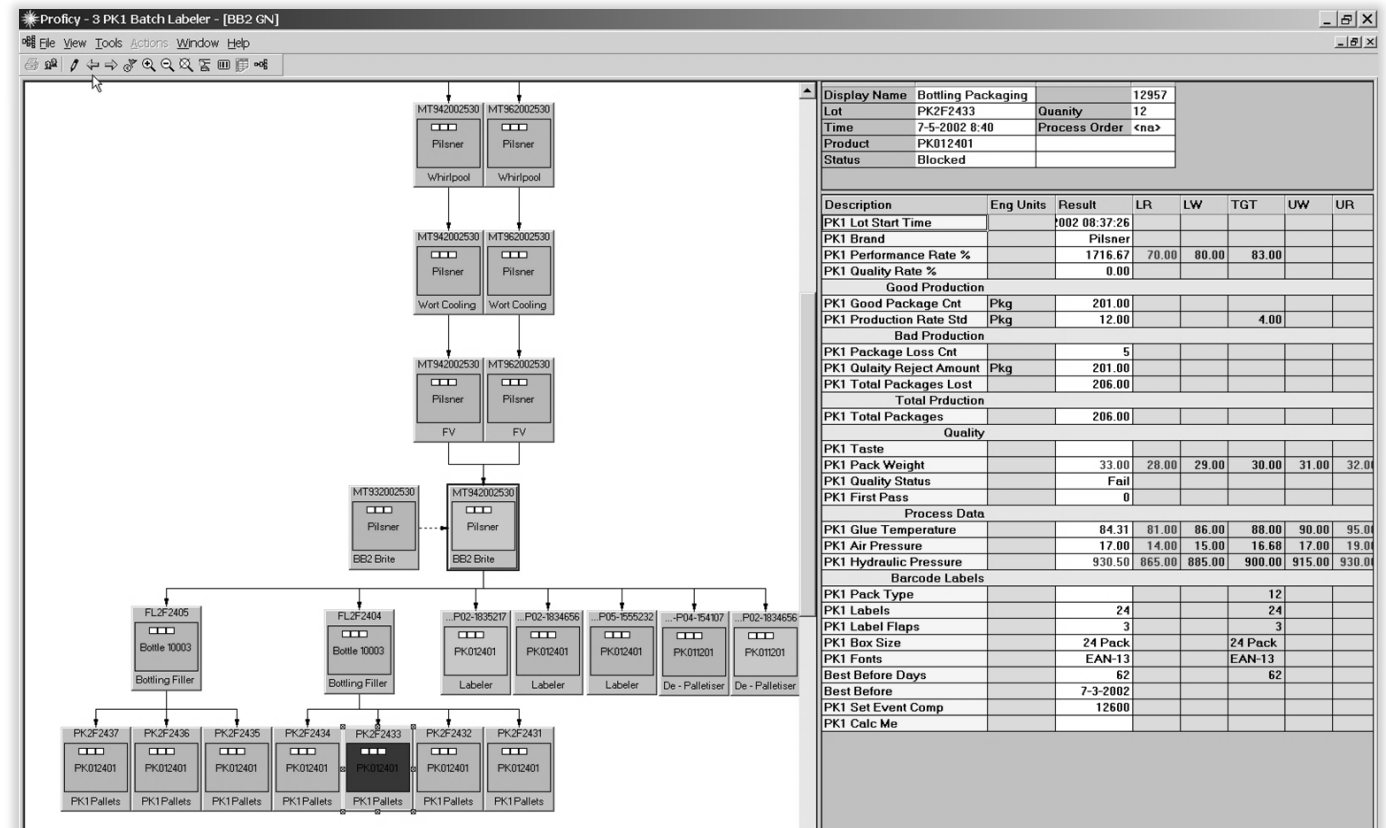 Proficy - 3 PK1 Batch Labeler - [BB2 GN]
File View Tools Actions Window Help
MT942002530 MT962002530
Pilsner Pilsner
Whirlpool Whirlpool
MT942002530 MT962002530
Pilsner Pilsner
Wort Cooling Wort Cooling
MT942002530 MT962002530
Pilsner Pilsner
FV FV
MT932002530 MT942002530
Pilsner Pilsner
BB2 Brite BB2 Brite
FL2F2405 FL2F2404 ...P02-1835217 ...P02-1834656 ...P05-1555232 ...-P04-154107 ...P02-1834656
Bottle 10003 Bottle 10003 PK012401 PK012401 PK012401 PK011201 PK011201
Bottling Filler Bottling Filler Labeler Labeler Labeler De - Palletiser De - Palletiser
PK2F2437 PK2F2436 PK2F2435 PK2F2434 PK2F2433 PK2F2432 PK2F2431
PK012401 PK012401 PK012401 PK012401 PK012401 PK012401 PK012401
PK1 Pallets PK1 Pallets PK1 Pallets PK1 Pallets PK1 Pallets PK1 Pallets PK1 Pallets
Display Name Bottling Packaging 12957
Lot PK2F2433 Quanity 12
Time 7-5-2002 8:40 Process Order <na>
Product PK012401
Status Blocked
Description Eng Units Result LR LW TGT UW UR
PK1 Lot Start Time 2002 08:37:26
PK1 Brand Pilsner
PK1 Performance Rate % 1716.67 70.00 80.00 83.00
PK1 Quality Rate % 0.00
Good Production
PK1 Good Package Cnt Pkg 201.00
PK1 Production Rate Std Pkg 12.00 4.00
Bad Production
PK1 Package Loss Cnt 5
PK1 Qulaity Reject Amount Pkg 201.00
PK1 Total Packages Lost 206.00
Total Prduction
PK1 Total Packages 206.00
Quality
PK1 Taste
PK1 Pack Weight 33.00 28.00 29.00 30.00 31.00 32.00
PK1 Quality Status Fail
PK1 First Pass 0
Process Data
PK1 Glue Temperature 84.31 81.00 86.00 88.00 90.00 95.0
PK1 Air Pressure 17.00 14.00 15.00 16.68 17.00 19.0
PK1 Hydraulic Pressure 930.50 865.00 885.00 900.00 915.00 930.0
Barcode Labels
PK1 Pack Type 12
PK1 Labels 24 24
PK1 Label Flaps 3 3
PK1 Box Size 24 Pack 24 Pack
PK1 Fonts EAN-13 EAN-13
Best Before Days 62 62
Best Before 7-3-2002
PK1 Set Event Comp 12600
PK1 Calc Me